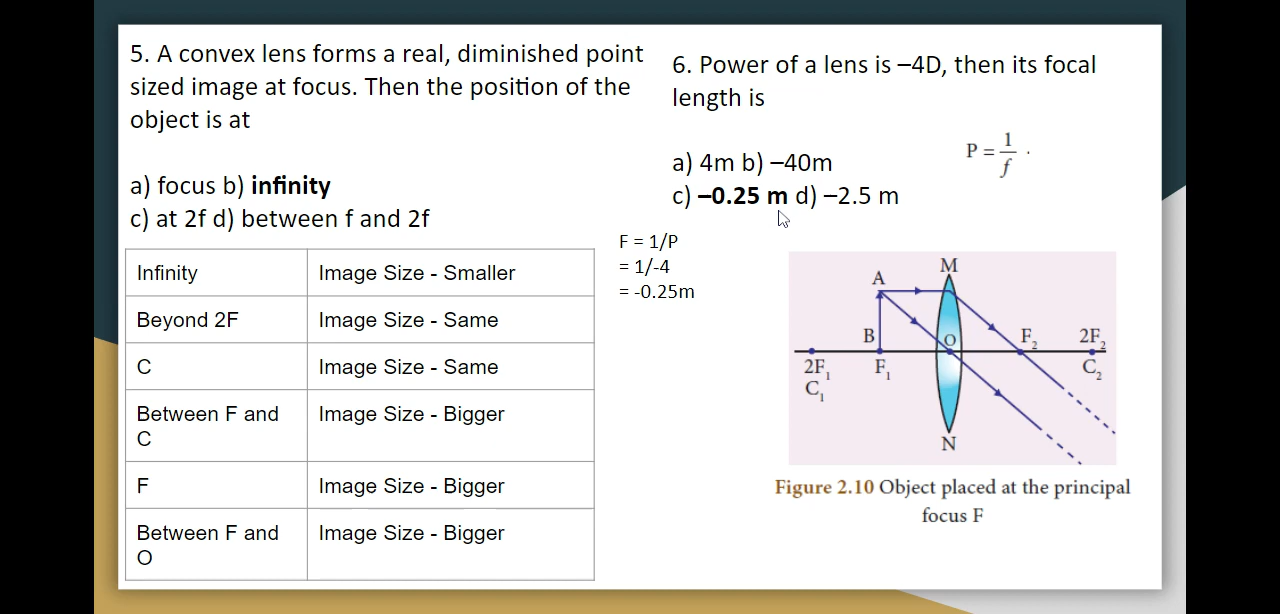 5. A convex lens forms a real, diminished point
sized image at focus. Then the position of the
object is at
a) focus b) infinity
c) at 2f d) between f and 2f
Infinity
Image Size - Smaller
Beyond 2F
Image Size - Same
C
Image Size - Same
Between F and
C
Image Size - Bigger
F
Image Size - Bigger
Between F and
O
Image Size - Bigger
F = 1/P
= 1/-4
= -0.25m
6. Power of a lens is –4D, then its focal
length is
a) 4m b) –40m
c) –0.25 m d) –2.5 m
P = 1/f .
M
A
B
O
F₂
2F₂
2F₁
F₁
C₂
C₁
N
Figure 2.10 Object placed at the principal
focus F